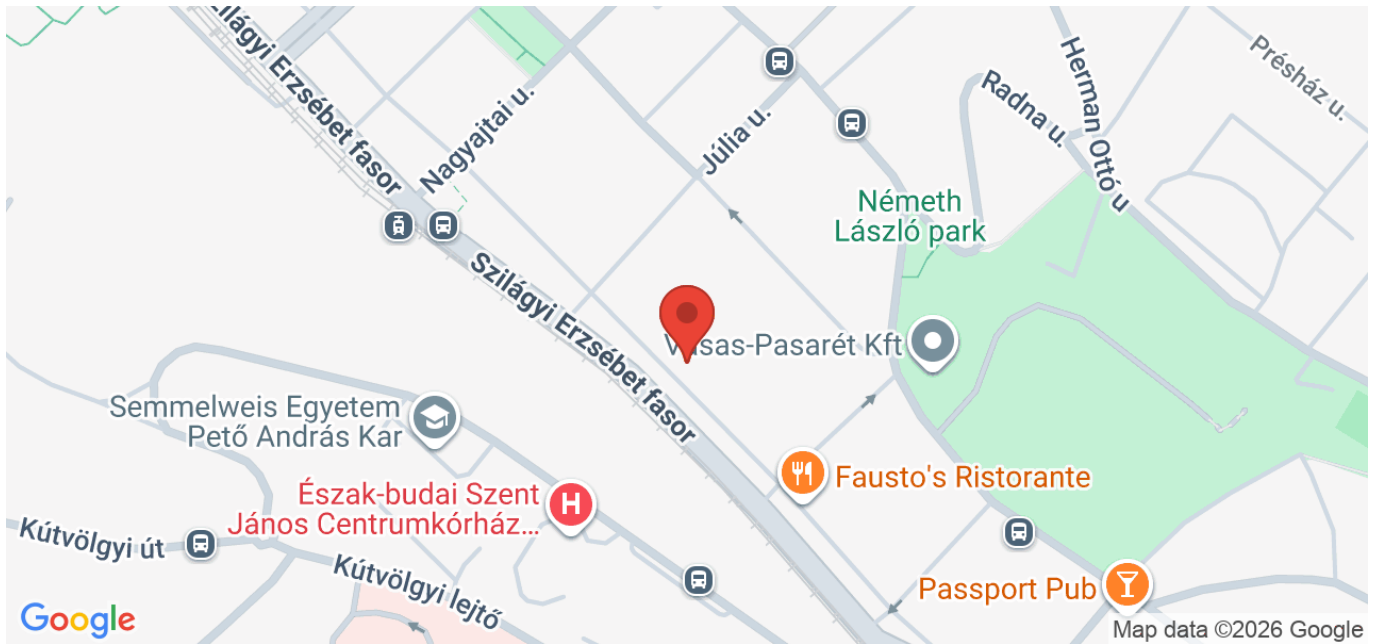 Szilágyi Erzsébet fasor
Nagyajtai u.
Júlia u.
Radna u.
Herman Ottó u
Présház u.
Németh
László park
Szilágyi Erzsébet fasor
Vasas-Pasarét Kft
Semmelweis Egyetem
Pető András Kar
Észak-budai Szent
János Centrumkórház...
H
Fausto's Ristorante
Kútvölgyi út
Kútvölgyi lejtő
Passport Pub
Google
Map data ©2026 Google